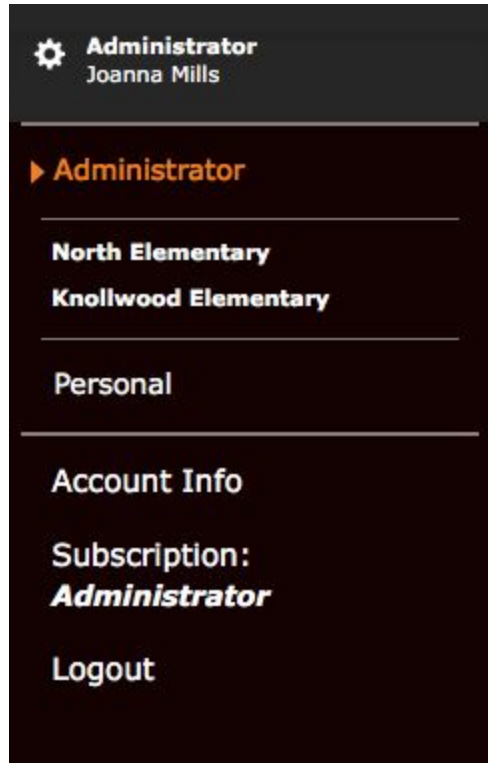 Administrator
Joanna Mills
Administrator
North Elementary
Knollwood Elementary
Personal
Account Info
Subscription:
Administrator
Logout